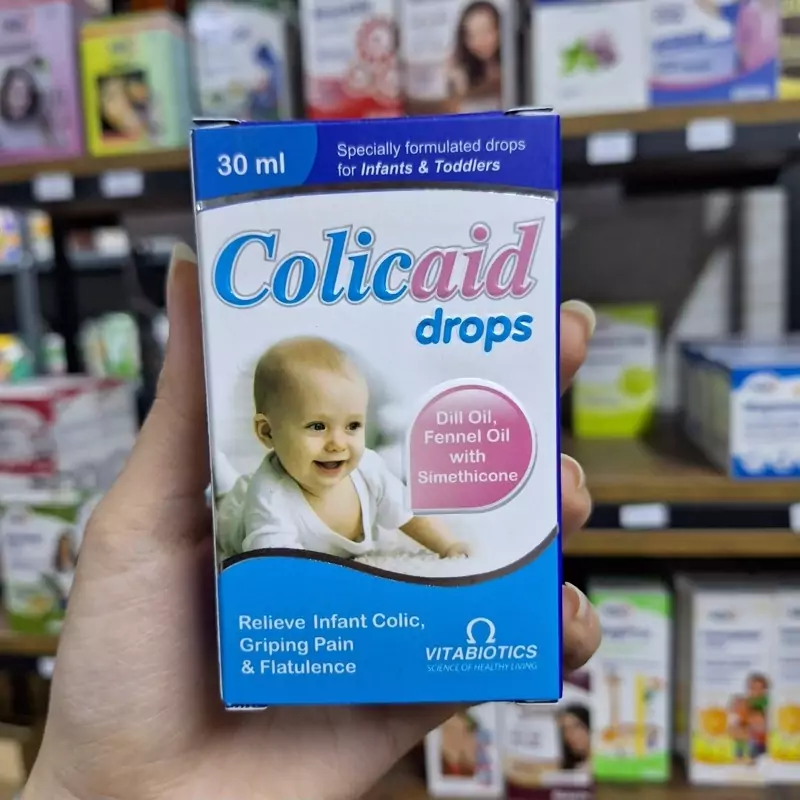 30 ml
Specially formulated drops
for Infants & Toddlers
Colicaid
drops
Dill Oil,
Fennel Oil
with
Simethicone
Relieve Infant Colic,
Griping Pain
& Flatulence
VITABIOTICS
SCIENCE OF HEALTHY LIVING